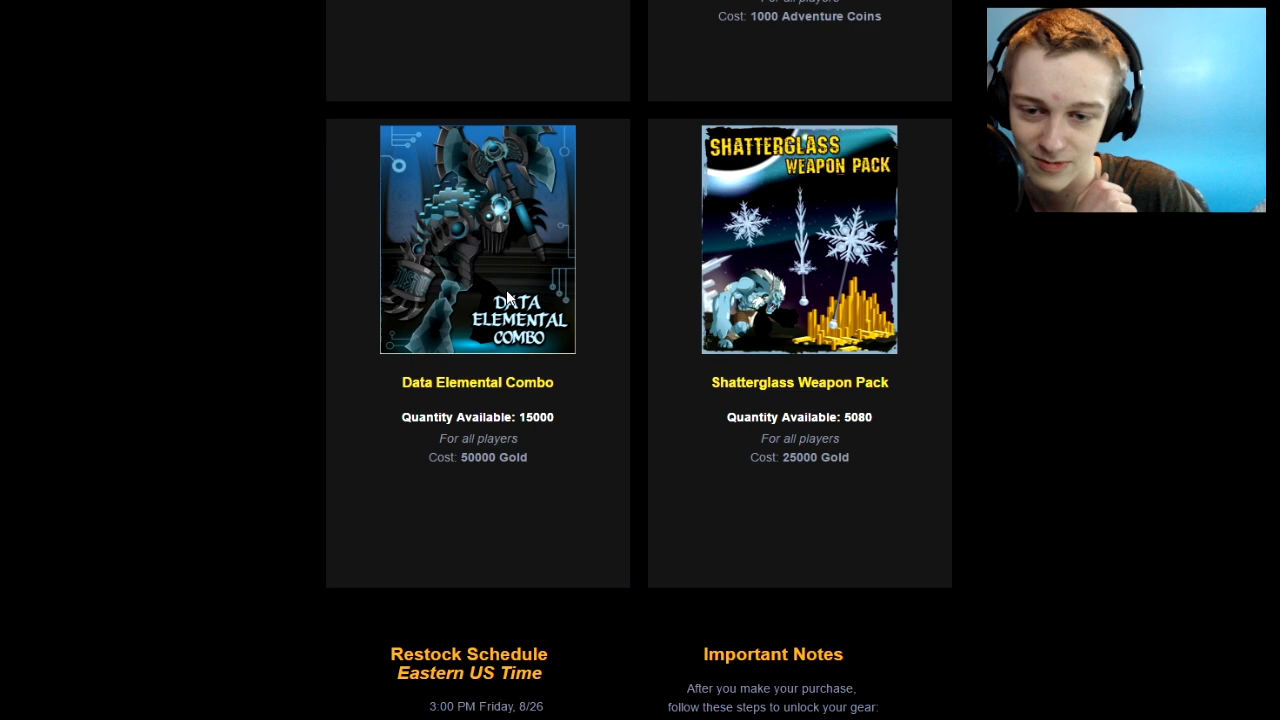 For all players
Cost: 1000 Adventure Coins
DATA
ELEMENTAL
COMBO
Data Elemental Combo
Quantity Available: 15000
For all players
Cost: 50000 Gold
SHATTERGLASS
WEAPON PACK
Shatterglass Weapon Pack
Quantity Available: 5080
For all players
Cost: 25000 Gold
Restock Schedule
Eastern US Time
3:00 PM Friday, 8/26
Important Notes
After you make your purchase,
follow these steps to unlock your gear: